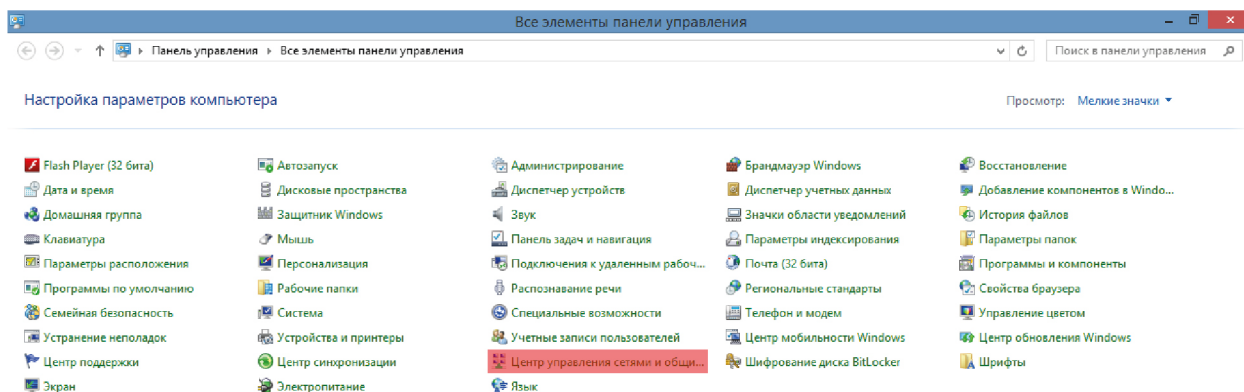 Все элементы панели управления
Панель управления Все элементы панели управления Поиск в панели управления
Настройка параметров компьютера
Просмотр: Мелкие значки
Flash Player (32 бита) Автозапуск Администрирование Брандмауэр Windows Восстановление
Дата и время Дисковые пространства Диспетчер устройств Диспетчер учетных данных Добавление компонентов в Windo...
Домашняя группа Защитник Windows Звук Значки области уведомлений История файлов
Клавиатура Мышь Панель задач и навигация Параметры индексирования Параметры папок
Параметры расположения Персонализация Подключения к удаленным рабоч... Почта (32 бита) Программы и компоненты
Программы по умолчанию Рабочие папки Распознавание речи Региональные стандарты Свойства браузера
Семейная безопасность Система Специальные возможности Телефон и модем Управление цветом
Устранение неполадок Устройства и принтеры Учетные записи пользователей Центр мобильности Windows Центр обновления Windows
Центр поддержки Центр синхронизации Центр управления сетями и общи... Шифрование диска BitLocker Шрифты
Экран Электропитание Язык